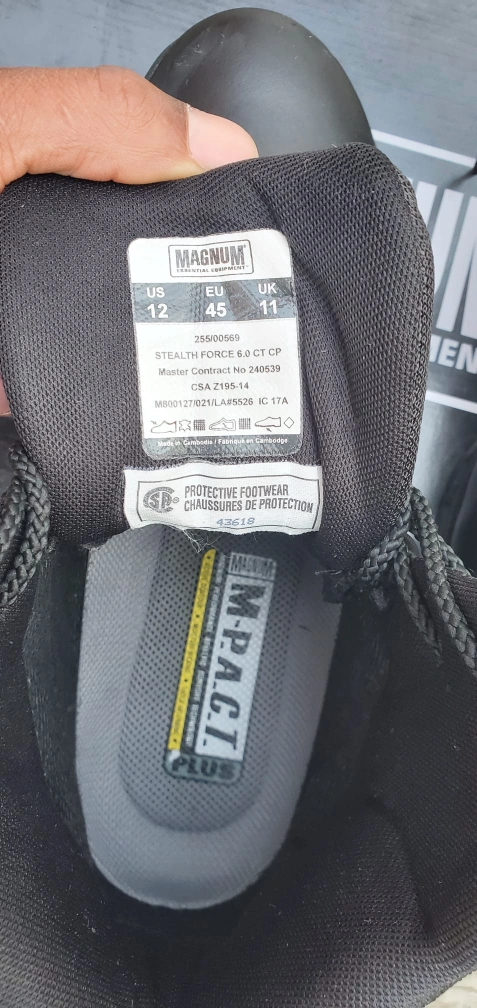 MAGNUM
ESSENTIAL EQUIPMENT
US EU UK
12 45 11
255/00569
STEALTH FORCE 6.0 CT CP
Master Contract No 240539
CSA Z195-14
M800127/021/LA#5526 IC 17A
Made in Cambodia / Fabriqué en Cambodge
PROTECTIVE FOOTWEAR
CHAUSSURES DE PROTECTION
43618
MAGNUM
M-P.A.C.T.
PLUS